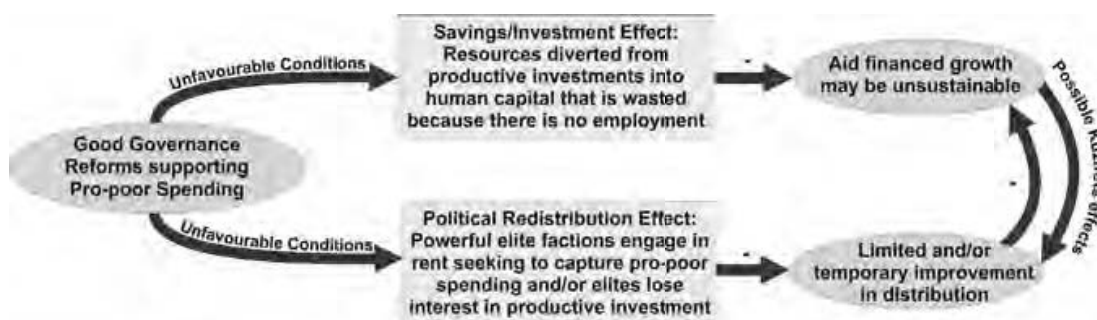 Savings/Investment Effect:
Resources diverted from
productive investments into
human capital that is wasted
because there is no employment
Unfavourable Conditions
Aid financed growth
may be unsustainable
Possible Kuznets effects
Good Governance
Reforms supporting
Pro-poor Spending
Unfavourable Conditions
Political Redistribution Effect:
Powerful elite factions engage in
rent seeking to capture pro-poor
spending and/or elites lose
interest in productive investment
Limited and/or
temporary improvement
in distribution